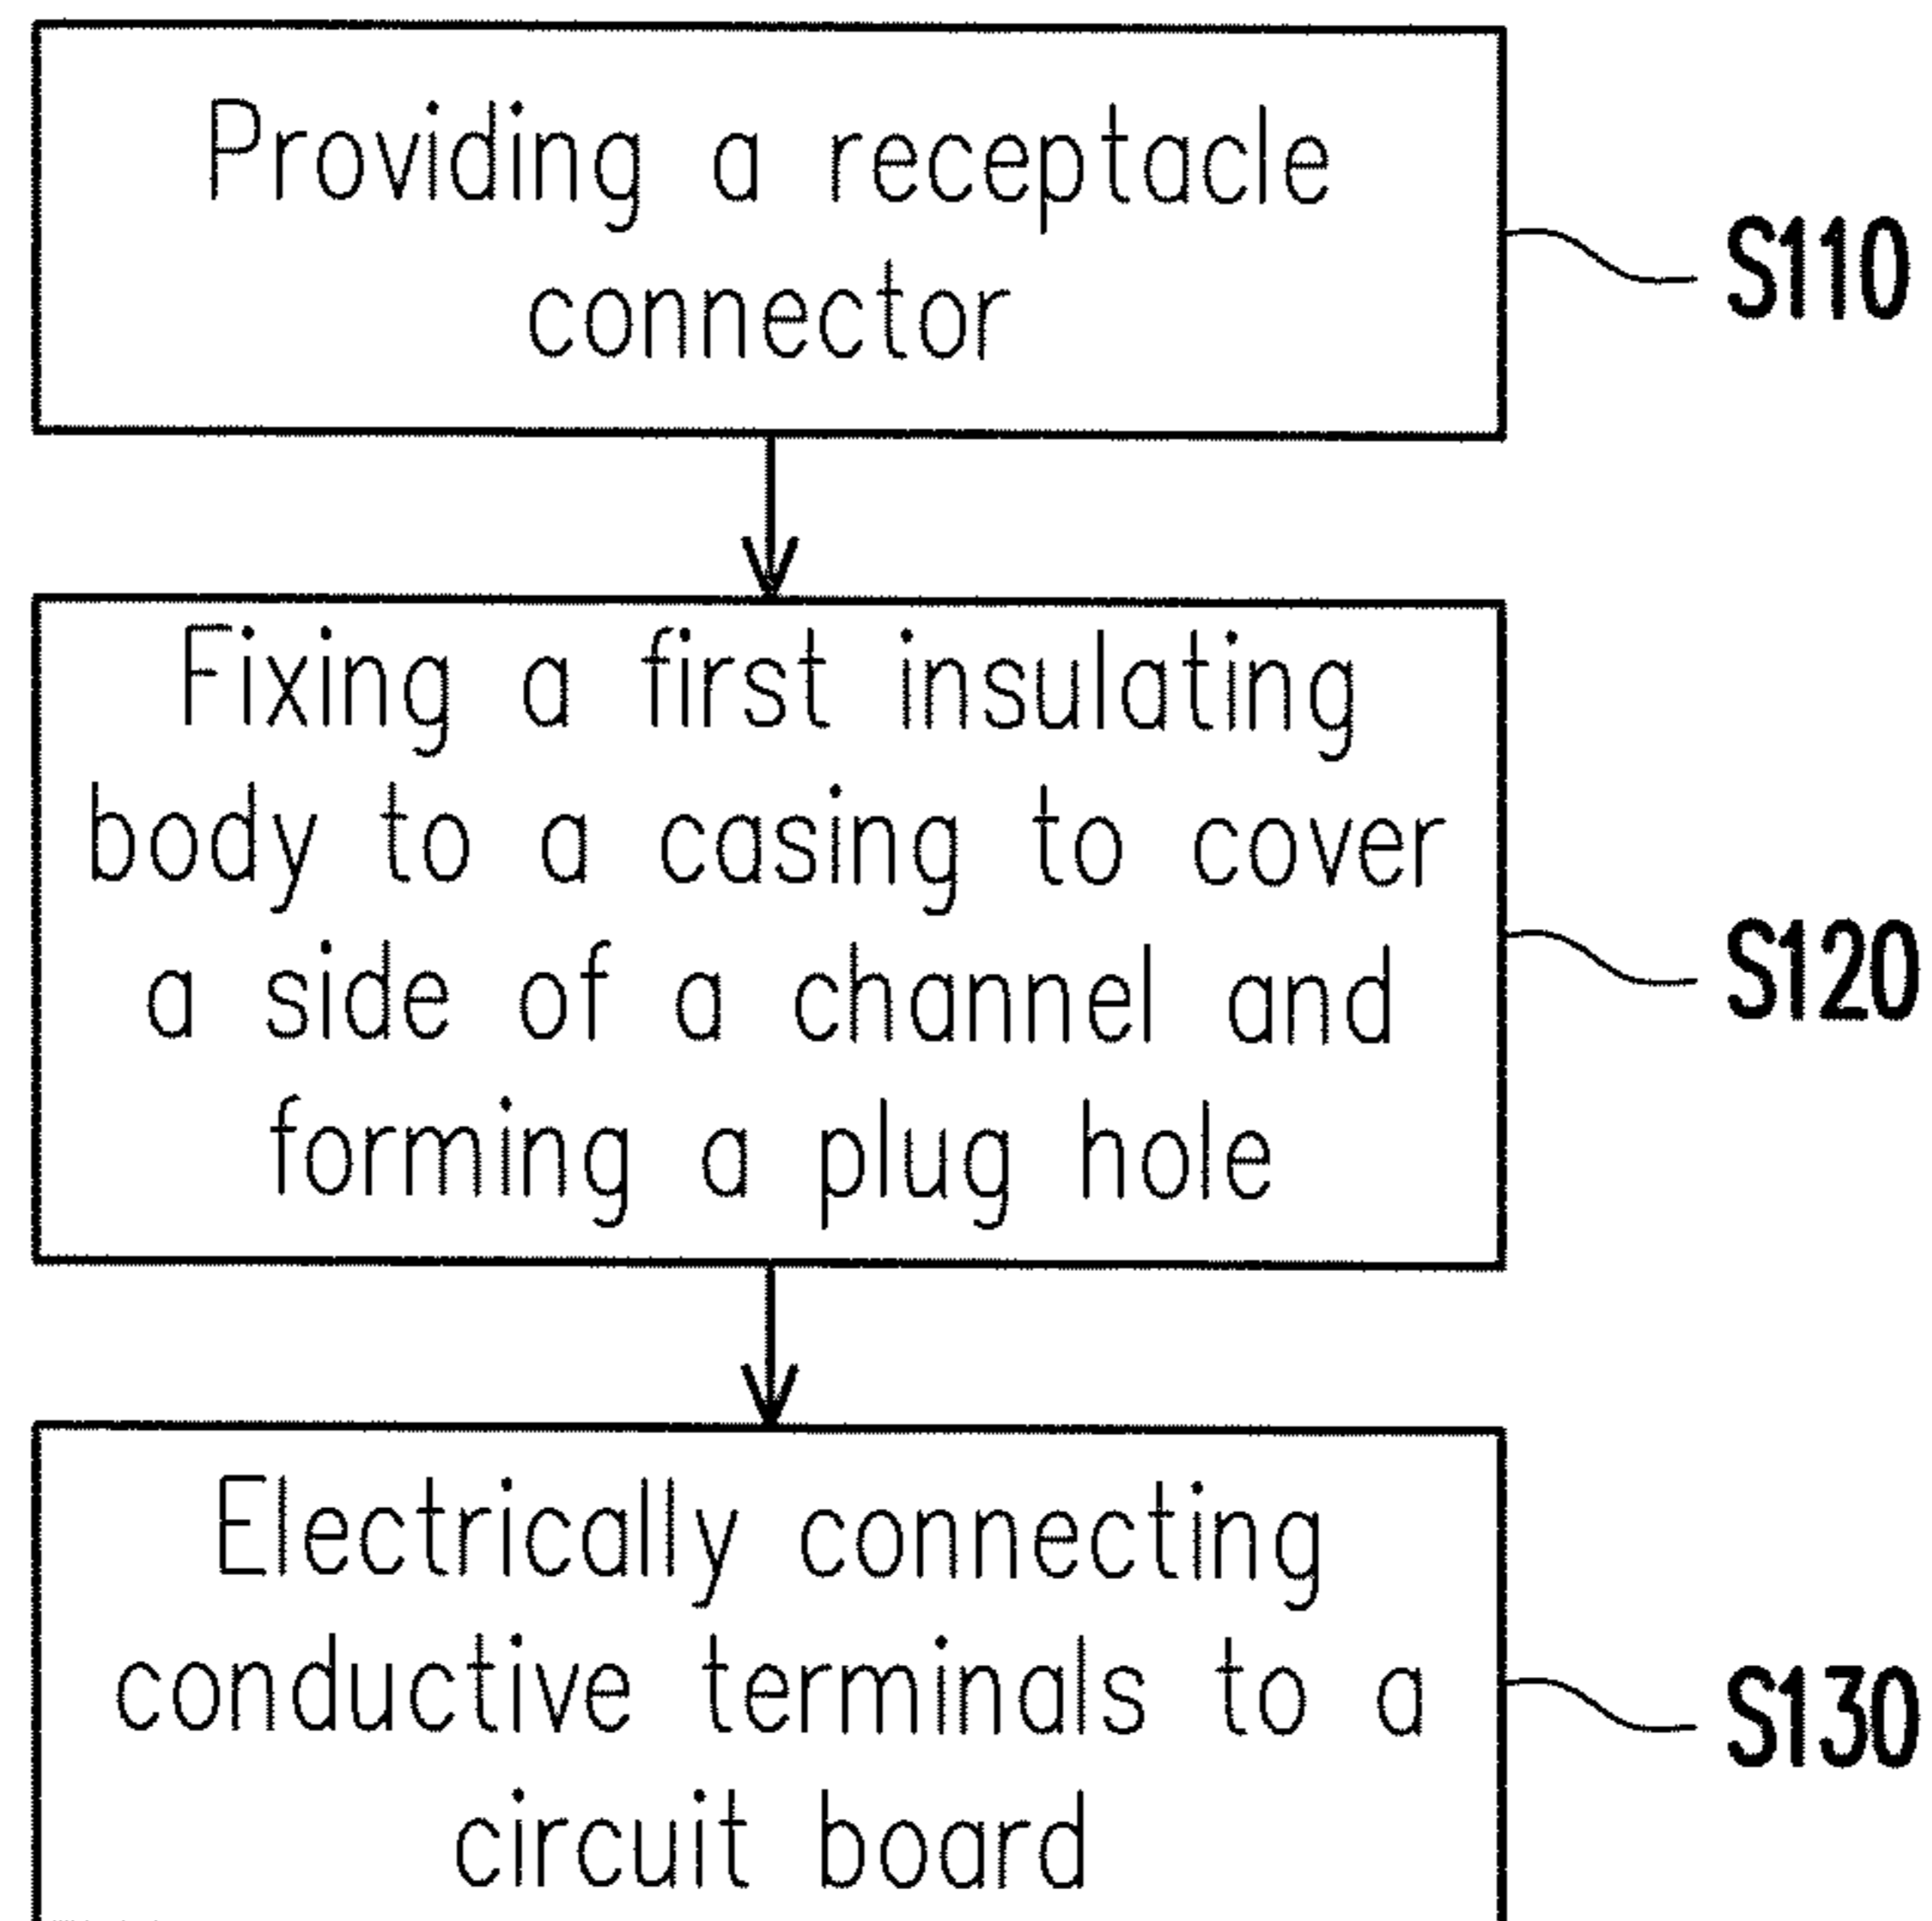 Providing a receptacle
connector
S110
Fixing a first insulating
body to a casing to cover
a side of a channel and
forming a plug hole
S120
Electrically connecting
conductive terminals to a
circuit board
S130